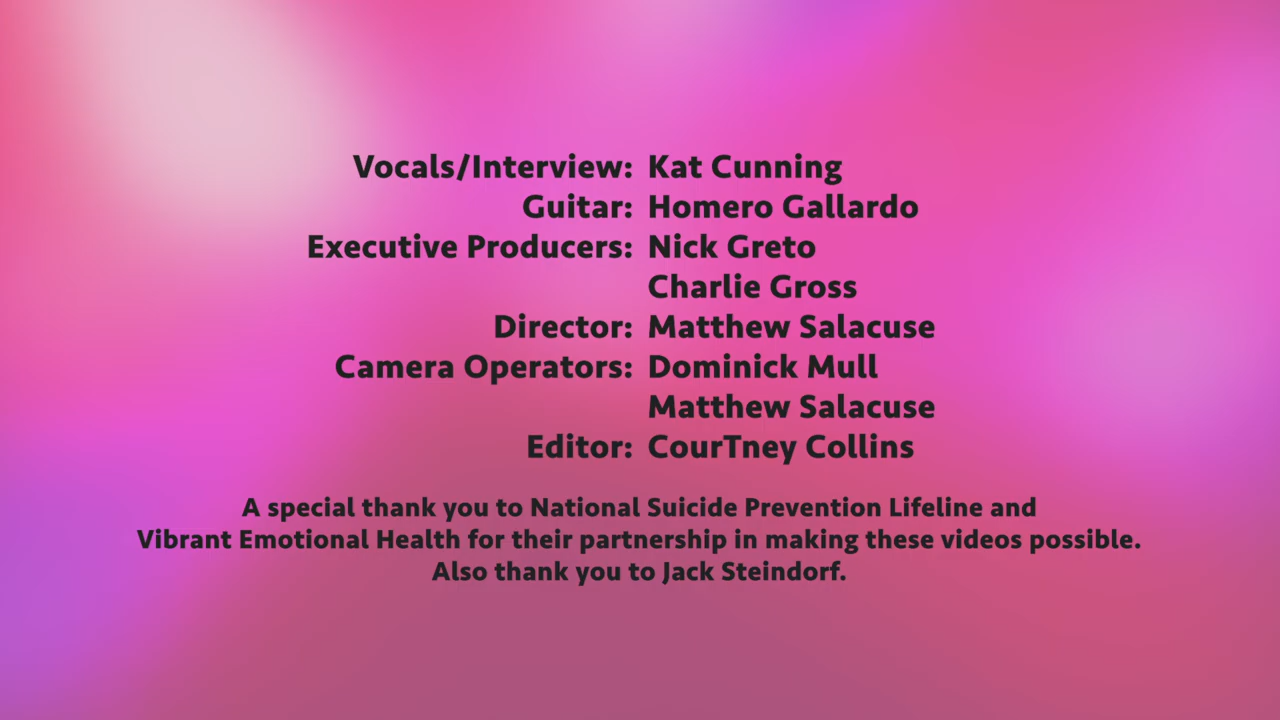 Vocals/Interview: Kat Cunning
Guitar: Homero Gallardo
Executive Producers: Nick Greto
Charlie Gross
Director: Matthew Salacuse
Camera Operators: Dominick Mull
Matthew Salacuse
Editor: CourTney Collins
A special thank you to National Suicide Prevention Lifeline and
Vibrant Emotional Health for their partnership in making these videos possible.
Also thank you to Jack Steindorf.